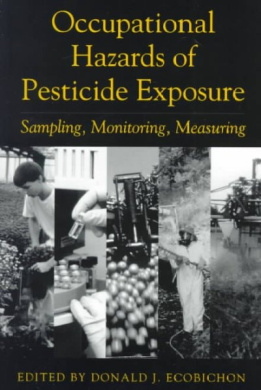 Occupational
Hazards of
Pesticide Exposure
Sampling, Monitoring, Measuring
EDITED BY DONALD J. ECOBICHON